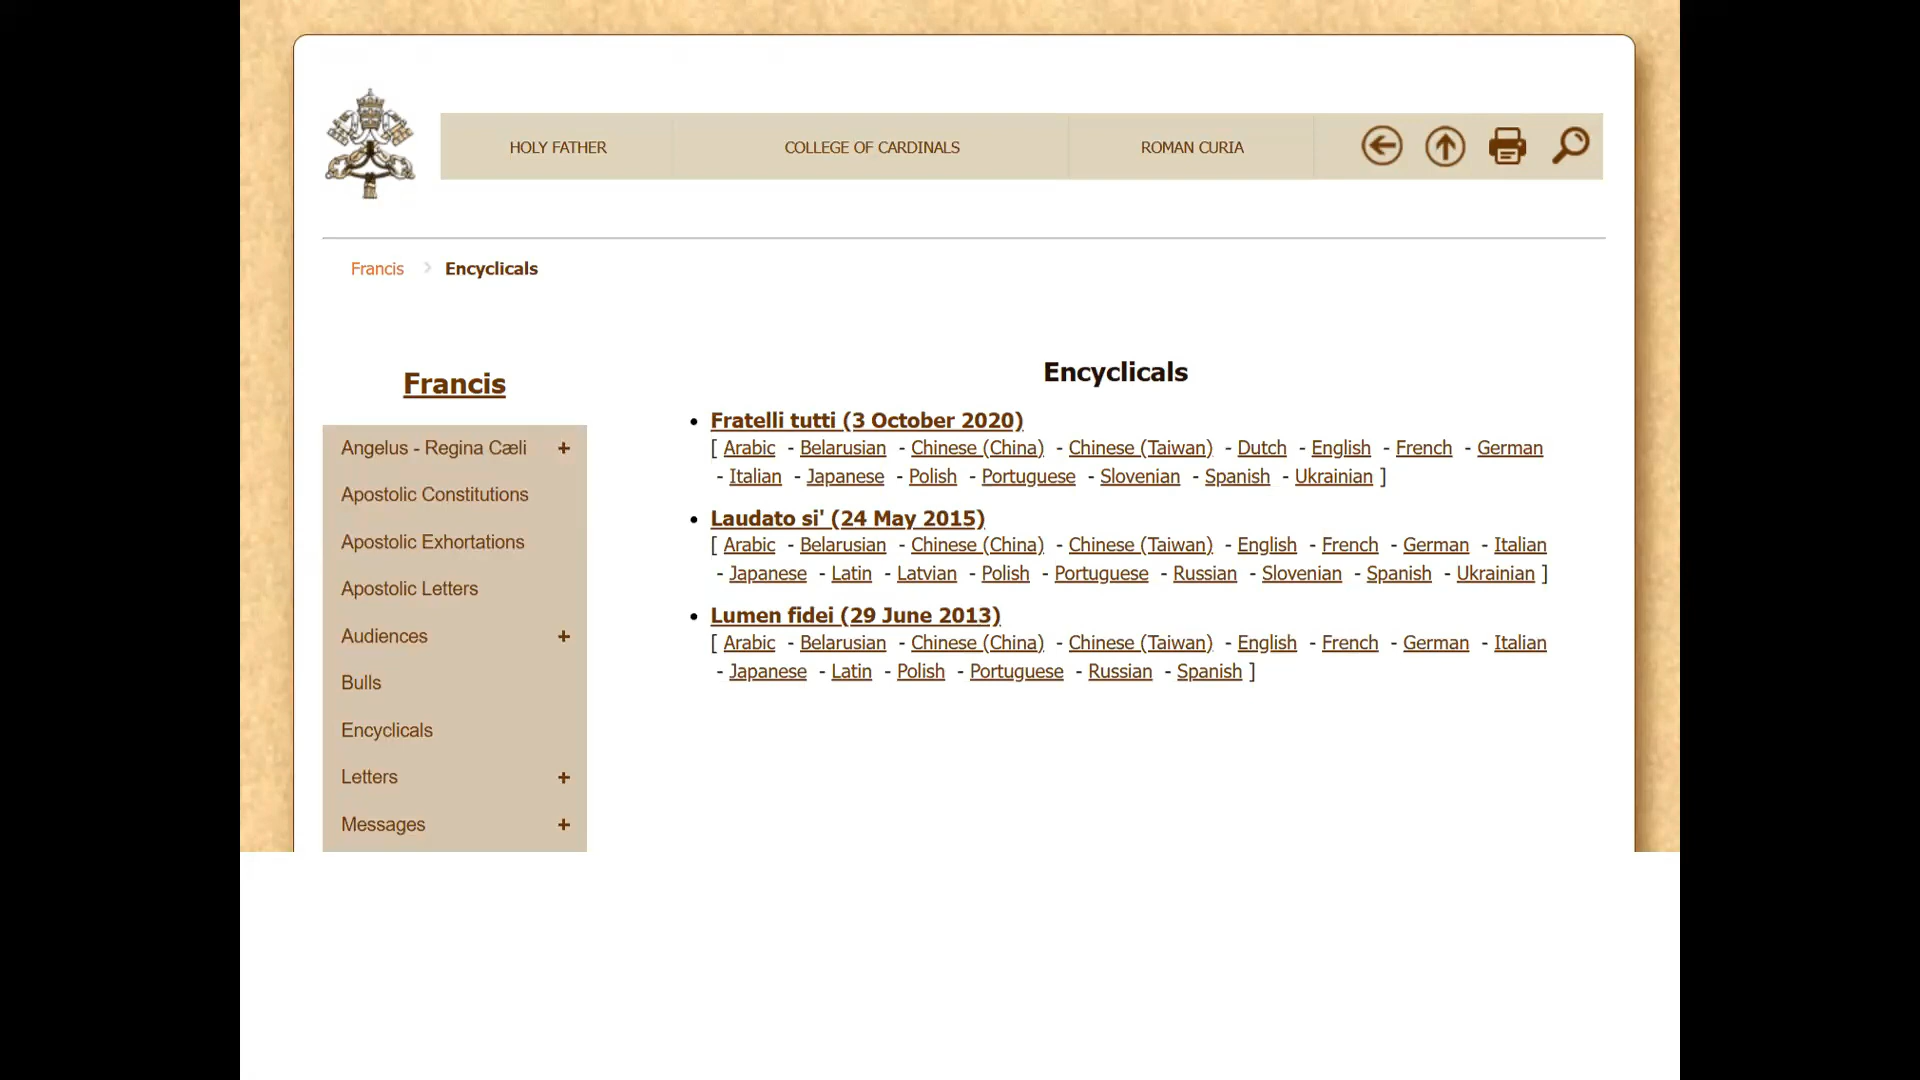 HOLY FATHER
COLLEGE OF CARDINALS
ROMAN CURIA
Francis
Encyclicals
Francis
Angelus - Regina Cæli +
Apostolic Constitutions
Apostolic Exhortations
Apostolic Letters
Audiences +
Bulls
Encyclicals
Letters +
Messages +
Encyclicals
Fratelli tutti (3 October 2020)
[ Arabic - Belarusian - Chinese (China) - Chinese (Taiwan) - Dutch - English - French - German
- Italian - Japanese - Polish - Portuguese - Slovenian - Spanish - Ukrainian ]
Laudato si' (24 May 2015)
[ Arabic - Belarusian - Chinese (China) - Chinese (Taiwan) - English - French - German - Italian
- Japanese - Latin - Latvian - Polish - Portuguese - Russian - Slovenian - Spanish - Ukrainian ]
Lumen fidei (29 June 2013)
[ Arabic - Belarusian - Chinese (China) - Chinese (Taiwan) - English - French - German - Italian
- Japanese - Latin - Polish - Portuguese - Russian - Spanish ]